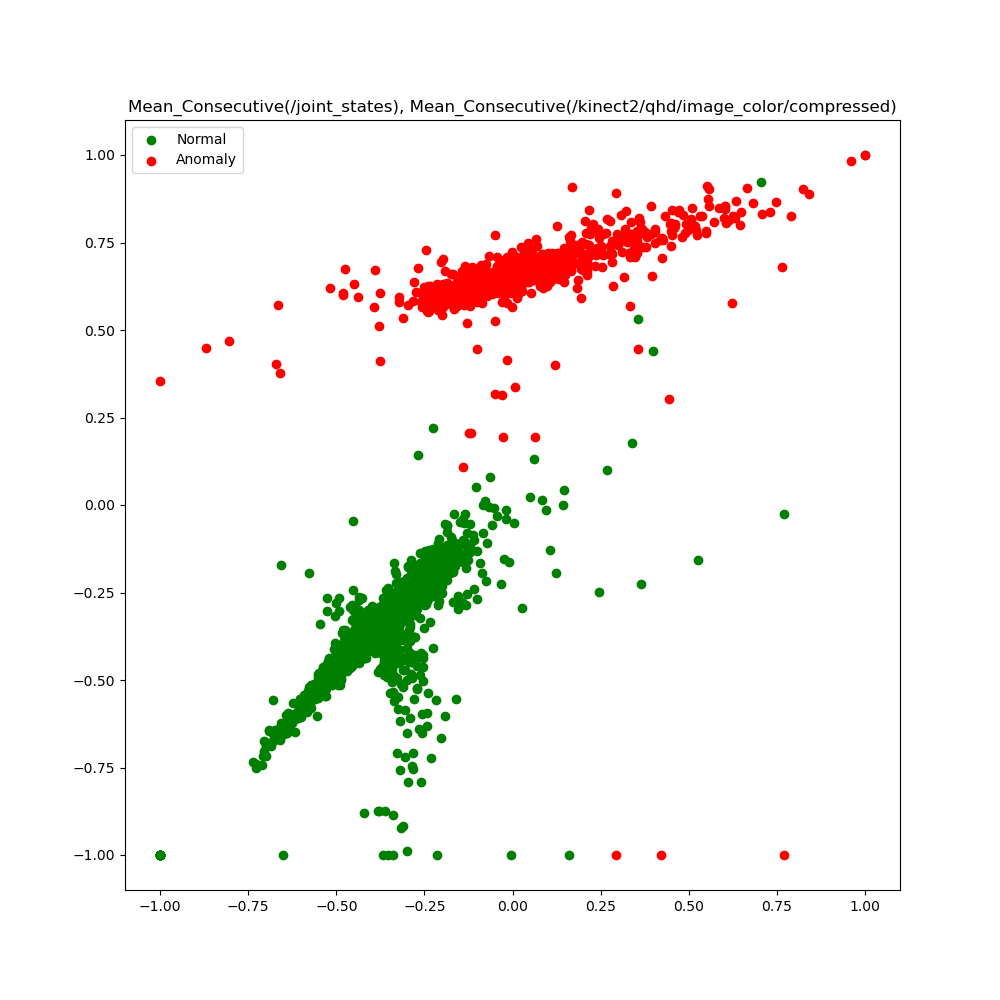 Mean_Consecutive(/joint_states), Mean_Consecutive(/kinect2/qhd/image_color/compressed)
Normal
Anomaly
1.00
0.75
0.50
0.25
0.00
−0.25
−0.50
−0.75
−1.00
−1.00 −0.75 −0.50 −0.25 0.00 0.25 0.50 0.75 1.00